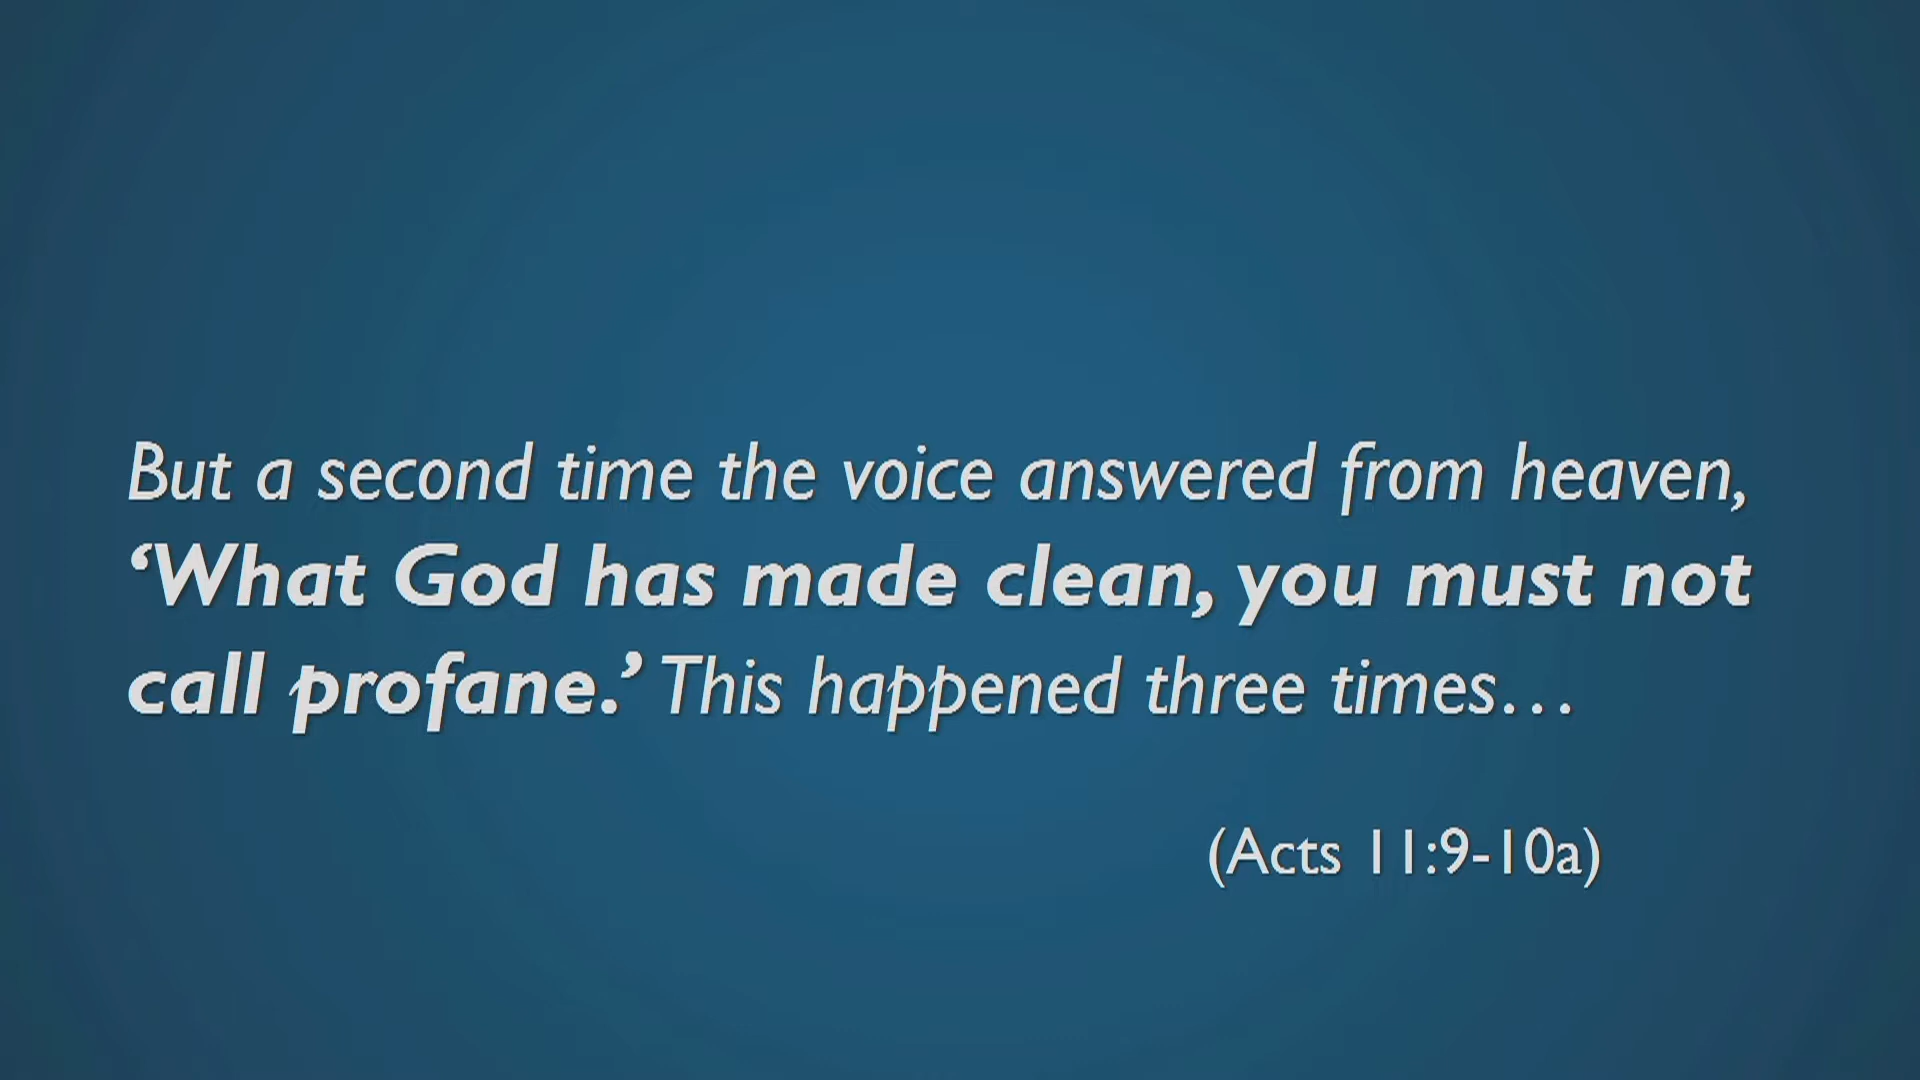 But a second time the voice answered from heaven,
‘What God has made clean, you must not
call profane.’ This happened three times…
(Acts 11:9-10a)